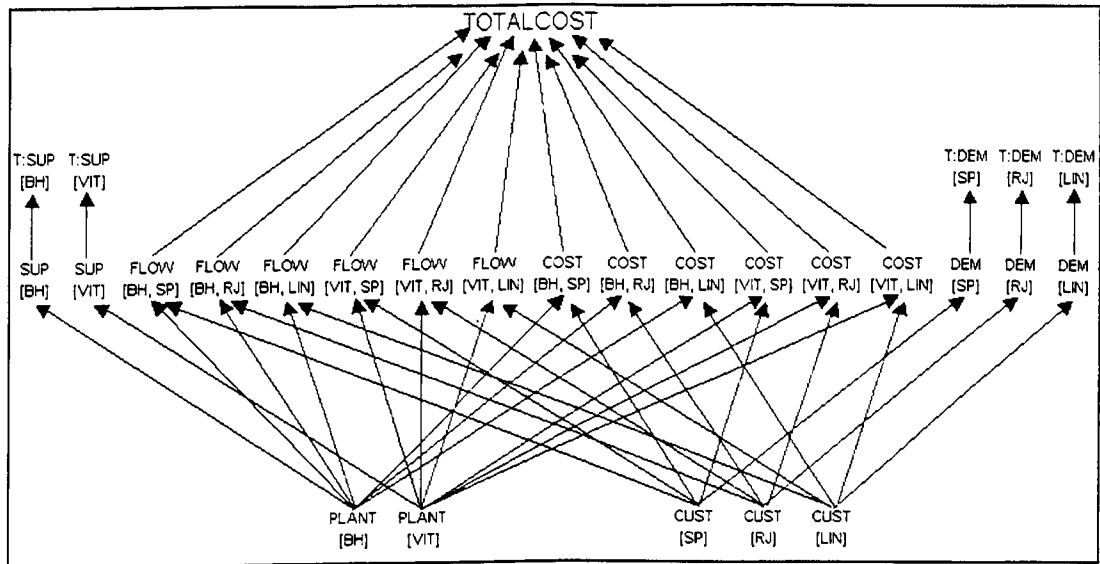 TOTALCOST
T:SUP T:SUP T:DEM T:DEM T:DEM
[BH] [VIT] [SP] [RJ] [LIN]
SUP SUP FLOW FLOW FLOW FLOW FLOW FLOW COST COST COST COST COST COST DEM DEM DEM
[BH] [VIT] [BH, SP] [BH, RJ] [BH, LIN] [VIT, SP] [VIT, RJ] [VIT, LIN] [BH, SP] [BH, RJ] [BH, LIN] [VIT, SP] [VIT, RJ] [VIT, LIN] [SP] [RJ] [LIN]
PLANT PLANT CUST CUST CUST
[BH] [VIT] [SP] [RJ] [LIN]